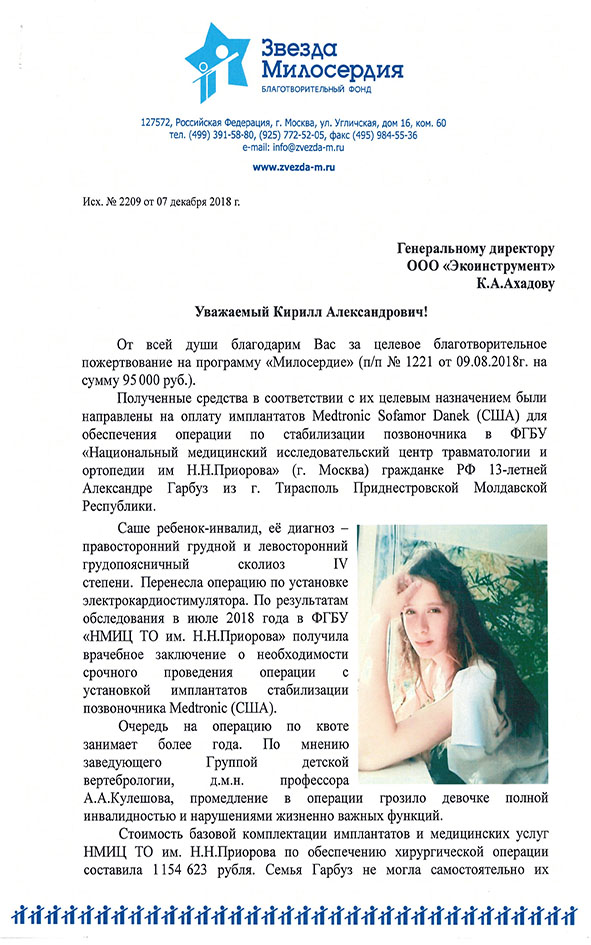 Звезда
Милосердия
БЛАГОТВОРИТЕЛЬНЫЙ ФОНД
127572, Российская Федерация, г. Москва, ул. Угличская, дом 16, ком. 60
тел. (499) 391-58-80, (925) 772-52-05, факс (495) 984-55-36
e-mail: info@zvezda-m.ru
www.zvezda-m.ru
Исх. № 2209 от 07 декабря 2018 г.
Генеральному директору
ООО «Экоинструмент»
К.А.Ахадову
Уважаемый Кирилл Александрович!
От всей души благодарим Вас за целевое благотворительное
пожертвование на программу «Милосердие» (п/п № 1221 от 09.08.2018г. на
сумму 95 000 руб.).
Полученные средства в соответствии с их целевым назначением были
направлены на оплату имплантатов Medtronic Sofamor Danek (США) для
обеспечения операции по стабилизации позвоночника в ФГБУ
«Национальный медицинский исследовательский центр травматологии и
ортопедии им Н.Н.Приорова» (г. Москва) гражданке РФ 13-летней
Александре Гарбуз из г. Тирасполь Приднестровской Молдавской
Республики.
Саше ребенок-инвалид, её диагноз –
правосторонний грудной и левосторонний
грудопоясничный сколиоз IV
степени. Перенесла операцию по установке
электрокардиостимулятора. По результатам
обследования в июле 2018 года в ФГБУ
«НМИЦ ТО им. Н.Н.Приорова» получила
врачебное заключение о необходимости
срочного проведения операции с
установкой имплантатов стабилизации
позвоночника Medtronic (США).
Очередь на операцию по квоте
занимает более года. По мнению
заведующего Группой детской
вертебрологии, д.м.н. профессора
А.А.Кулешова, промедление в операции грозило девочке полной
инвалидностью и нарушениями жизненно важных функций.
Стоимость базовой комплектации имплантатов и медицинских услуг
НМИЦ ТО им. Н.Н.Приорова по обеспечению хирургической операции
составила 1 154 623 рубля. Семья Гарбуз не могла самостоятельно их